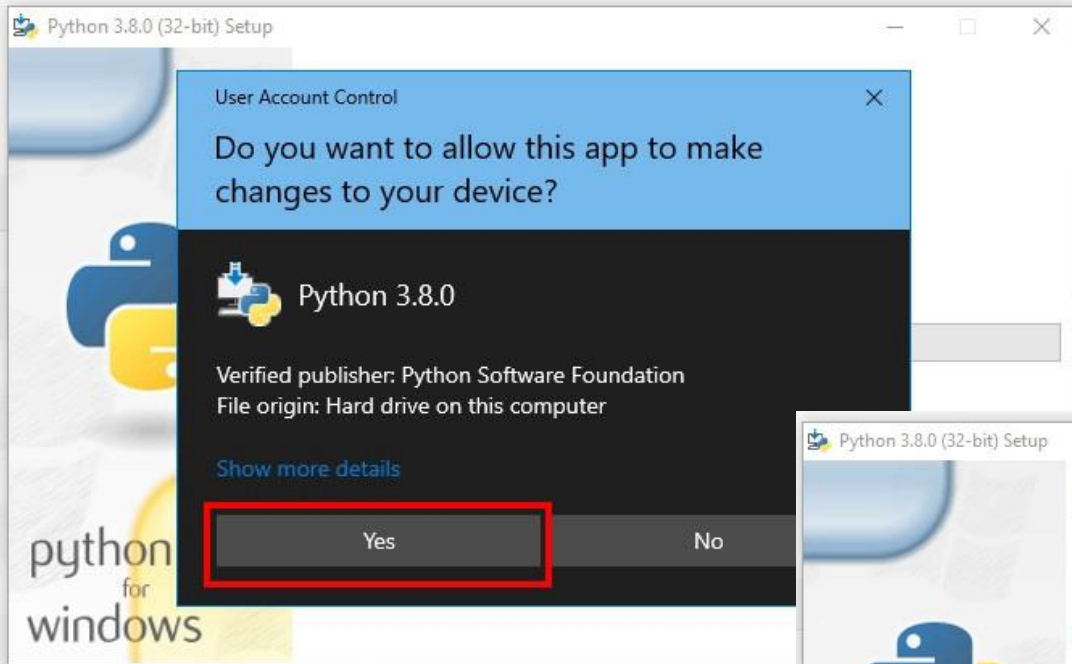 Python 3.8.0 (32-bit) Setup
User Account Control
Do you want to allow this app to make
changes to your device?
Python 3.8.0
Verified publisher: Python Software Foundation
File origin: Hard drive on this computer
Show more details
Yes
No
python
for
windows
Python 3.8.0 (32-bit) Setup